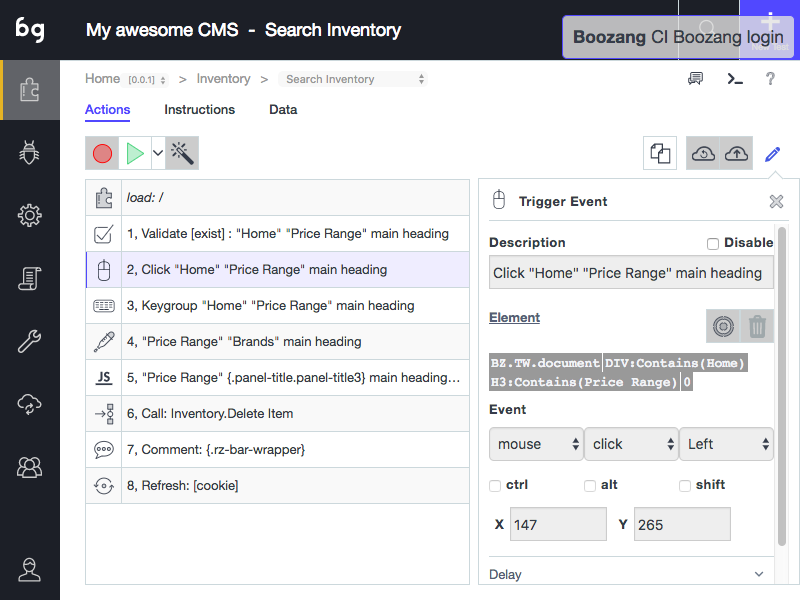 bg
My awesome CMS - Search Inventory
Boozang CI Boozang login
Home [0.0.1] > Inventory > Search Inventory
?
Actions Instructions Data
load: /
1, Validate [exist] : "Home" "Price Range" main heading
2, Click "Home" "Price Range" main heading
3, Keygroup "Home" "Price Range" main heading
4, "Price Range" "Brands" main heading
JS 5, "Price Range" {.panel-title.panel-title3} main heading...
6, Call: Inventory.Delete Item
7, Comment: {.rz-bar-wrapper}
8, Refresh: [cookie]
Trigger Event
Description Disable
Click "Home" "Price Range" main heading
Element
BZ.TW.document DIV:Contains(Home)
H3:Contains(Price Range) 0
Event
mouse click Left
ctrl alt shift
X 147 Y 265
Delay